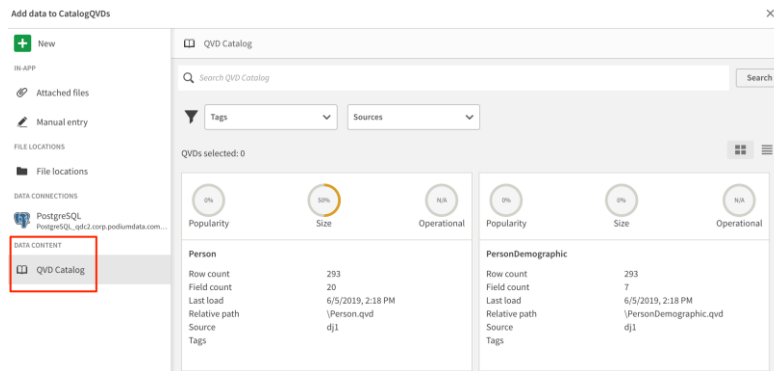 Add data to CatalogQVDs
New
IN-APP
Attached files
Manual entry
FILE LOCATIONS
File locations
DATA CONNECTIONS
PostgreSQL
PostgreSQL_qdc2.corp.podiumdata.com...
DATA CONTENT
QVD Catalog
QVD Catalog
Search QVD Catalog
Search
Tags
Sources
QVDs selected: 0
0%
50%
N/A
Popularity
Size
Operational
Person
Row count 293
Field count 20
Last load 6/5/2019, 2:18 PM
Relative path \Person.qvd
Source dj1
Tags
0%
0%
N/A
Popularity
Size
Operational
PersonDemographic
Row count 293
Field count 7
Last load 6/5/2019, 2:18 PM
Relative path \PersonDemographic.qvd
Source dj1
Tags